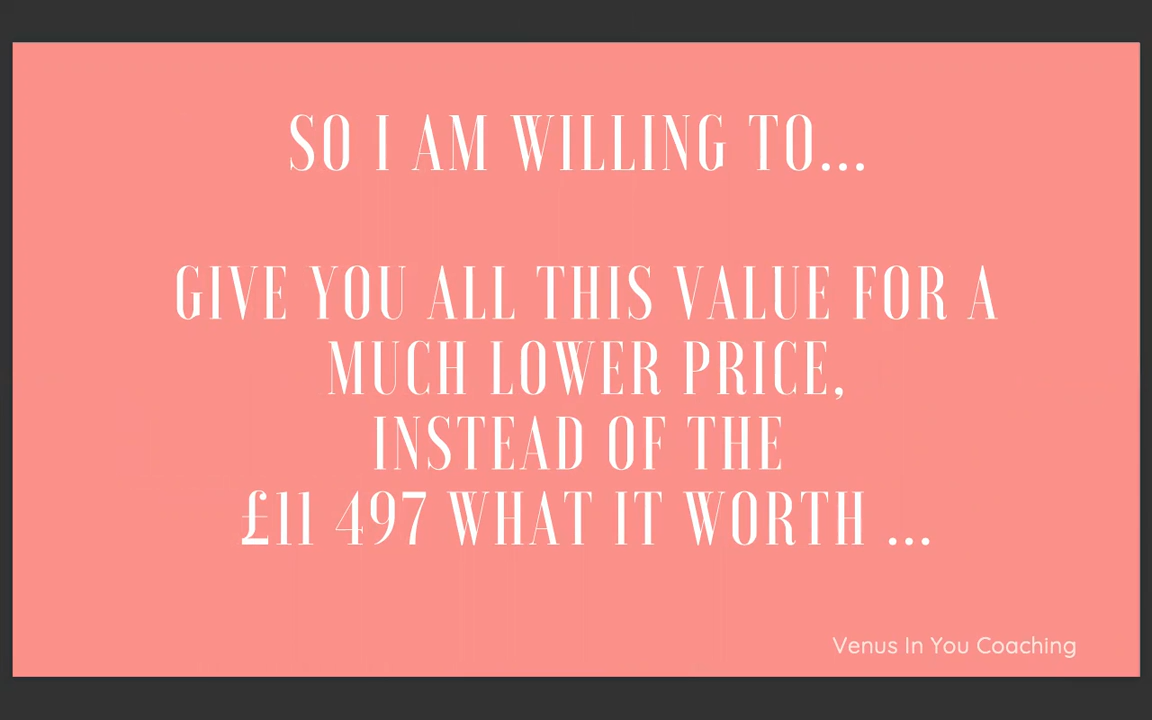 SO I AM WILLING TO...
GIVE YOU ALL THIS VALUE FOR A
MUCH LOWER PRICE,
INSTEAD OF THE
£11 497 WHAT IT WORTH ...
Venus In You Coaching